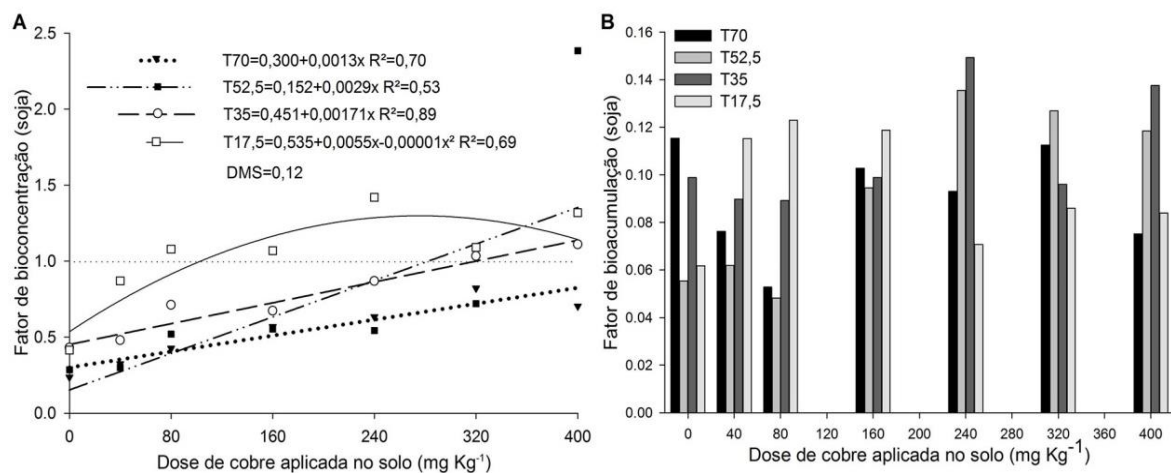 A
Fator de bioconcentração (soja)
2.5
2.0
1.5
1.0
0.5
0.0
T70=0,300+0,0013x R²=0,70
T52,5=0,152+0,0029x R²=0,53
T35=0,451+0,00171x R²=0,89
T17,5=0,535+0,0055x-0,00001x² R²=0,69
DMS=0,12
0 80 160 240 320 400
Dose de cobre aplicada no solo (mg Kg⁻¹)
B
Fator de bioacumulação (soja)
0.16
0.14
0.12
0.10
0.08
0.06
0.04
0.02
0.00
T70
T52,5
T35
T17,5
0 40 80 120 160 200 240 280 320 360 400
Dose de cobre aplicada no solo (mg Kg⁻¹)